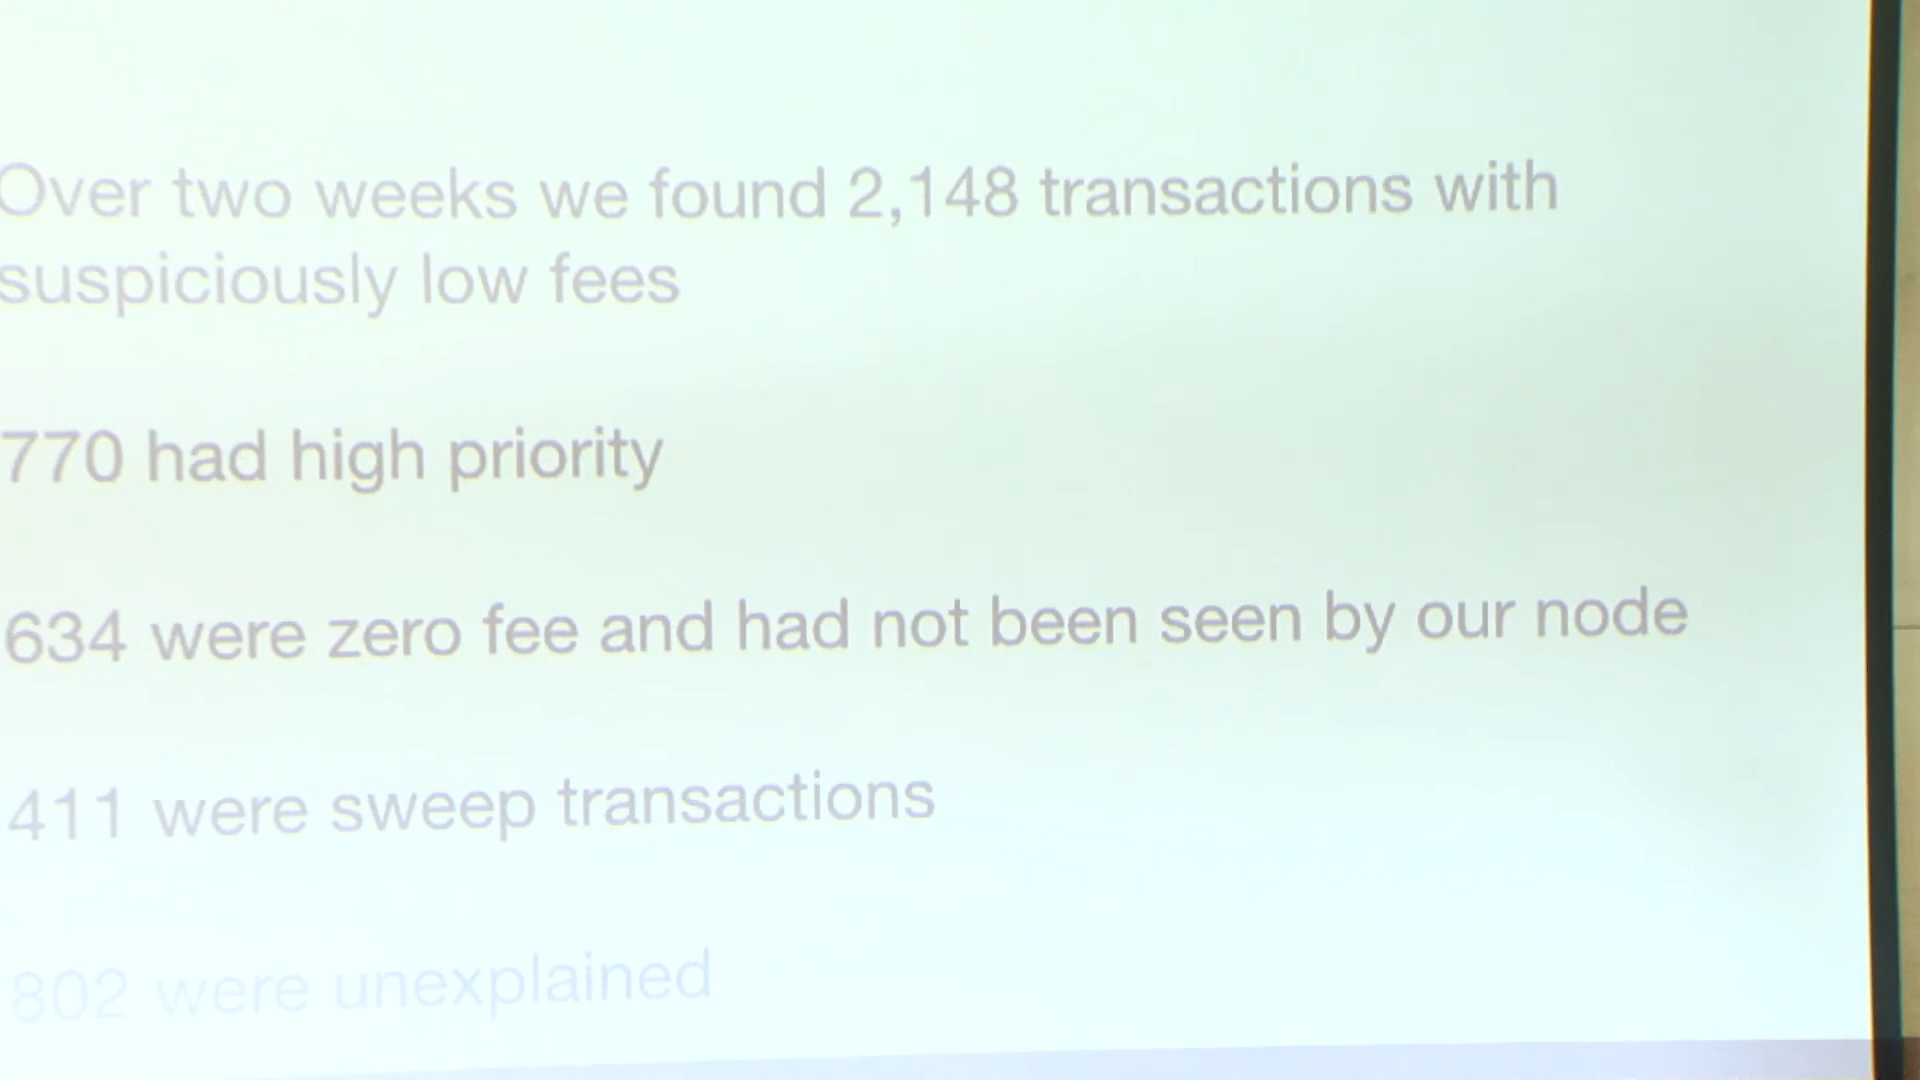 Over two weeks we found 2,148 transactions with
suspiciously low fees
770 had high priority
634 were zero fee and had not been seen by our node
411 were sweep transactions
802 were unexplained